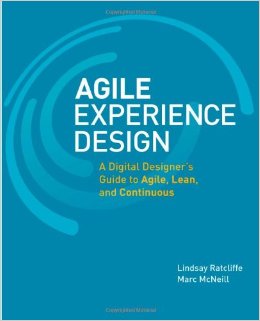 AGILE
EXPERIENCE
DESIGN
A Digital Designer's
Guide to Agile, Lean,
and Continuous
Lindsay Ratcliffe
Marc McNeill